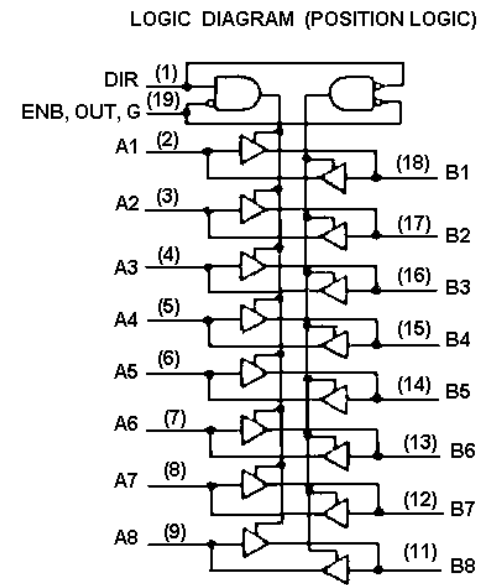 LOGIC DIAGRAM (POSITION LOGIC)
DIR (1)
ENB, OUT, G (19)
A1 (2)
(18) B1
A2 (3)
(17) B2
A3 (4)
(16) B3
A4 (5)
(15) B4
A5 (6)
(14) B5
A6 (7)
(13) B6
A7 (8)
(12) B7
A8 (9)
(11) B8